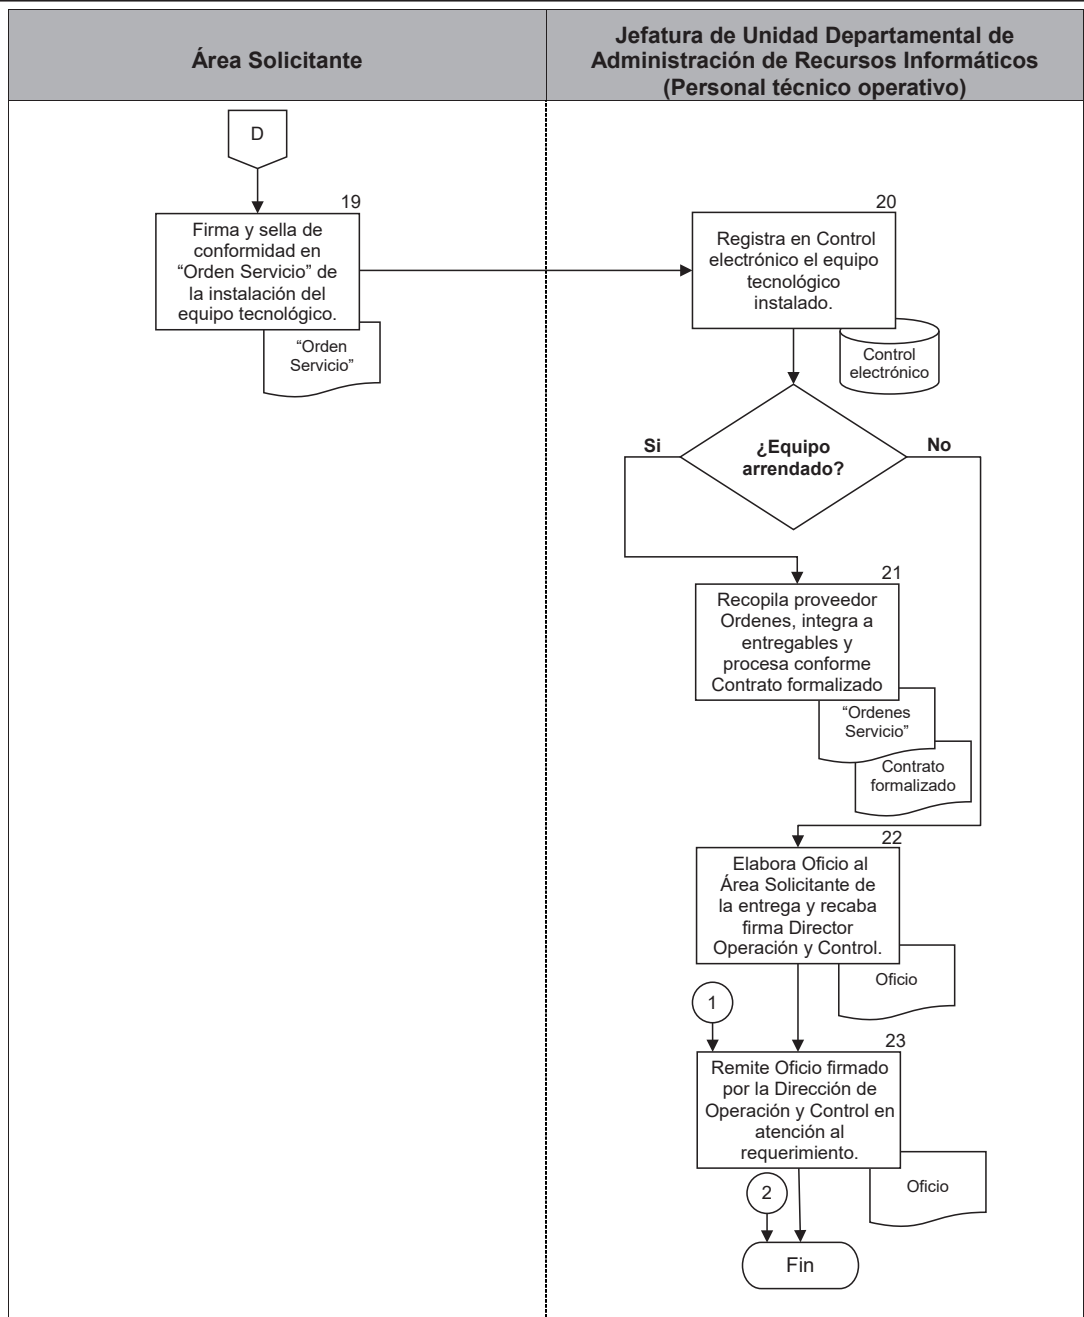 Área Solicitante
Jefatura de Unidad Departamental de
Administración de Recursos Informáticos
(Personal técnico operativo)
D
19
Firma y sella de
conformidad en
“Orden Servicio” de
la instalación del
equipo tecnológico.
“Orden
Servicio”
20
Registra en Control
electrónico el equipo
tecnológico
instalado.
Control
electrónico
¿Equipo
arrendado?
Si
No
21
Recopila proveedor
Ordenes, integra a
entregables y
procesa conforme
Contrato formalizado
“Ordenes
Servicio”
Contrato
formalizado
22
Elabora Oficio al
Área Solicitante de
la entrega y recaba
firma Director
Operación y Control.
Oficio
1
23
Remite Oficio firmado
por la Dirección de
Operación y Control en
atención al
requerimiento.
Oficio
2
Fin